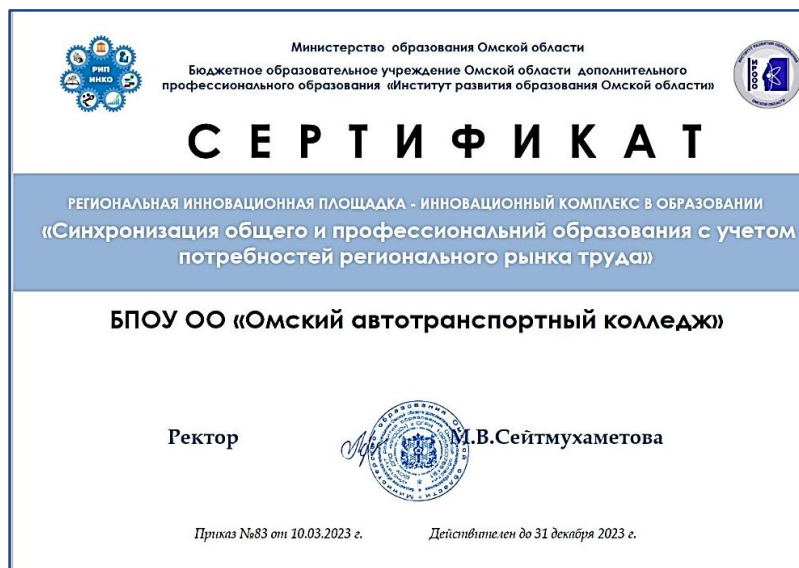 Министерство образования Омской области
Бюджетное образовательное учреждение Омской области дополнительного
профессионального образования «Институт развития образования Омской области»
РИП
ИНКО
ИРООО
СЕРТИФИКАТ
РЕГИОНАЛЬНАЯ ИННОВАЦИОННАЯ ПЛОЩАДКА - ИННОВАЦИОННЫЙ КОМПЛЕКС В ОБРАЗОВАНИИ
«Синхронизация общего и профессиональний образования с учетом
потребностей регионального рынка труда»
БПОУ ОО «Омский автотранспортный колледж»
Ректор
М.В.Сейтмухаметова
Приказ №83 от 10.03.2023 г.
Действителен до 31 декабря 2023 г.